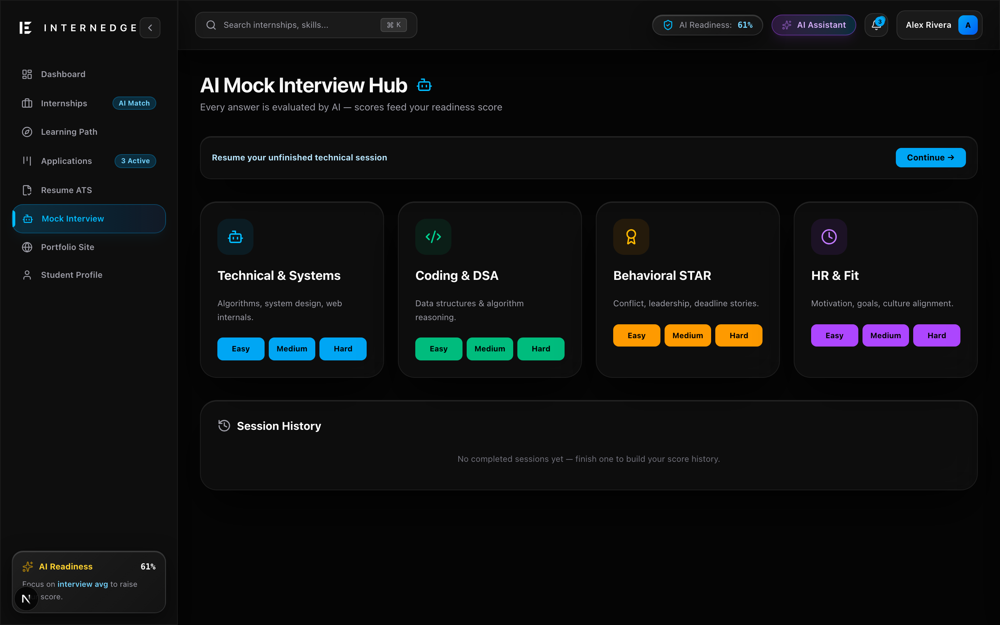 INTERNEDGE
Search internships, skills...
⌘ K
AI Readiness: 61%
AI Assistant
3
Alex Rivera
A
Dashboard
Internships
AI Match
Learning Path
Applications
3 Active
Resume ATS
Mock Interview
Portfolio Site
Student Profile
AI Readiness
61%
Focus on interview avg to raise
score.
N
AI Mock Interview Hub
Every answer is evaluated by AI — scores feed your readiness score
Resume your unfinished technical session
Continue →
Technical & Systems
Algorithms, system design, web
internals.
Easy
Medium
Hard
Coding & DSA
Data structures & algorithm
reasoning.
Easy
Medium
Hard
Behavioral STAR
Conflict, leadership, deadline stories.
Easy
Medium
Hard
HR & Fit
Motivation, goals, culture alignment.
Easy
Medium
Hard
Session History
No completed sessions yet — finish one to build your score history.